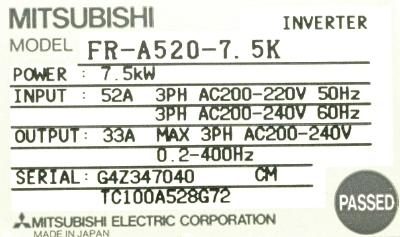 MITSUBISHI INVERTER
MODEL FR-A520-7.5K
POWER : 7.5kW
INPUT : 52A 3PH AC200-220V 50Hz
3PH AC200-240V 60Hz
OUTPUT: 33A MAX 3PH AC200-240V
0.2-400Hz
SERIAL: G4Z347040 CM
TC100A528G72
PASSED
MITSUBISHI ELECTRIC CORPORATION
MADE IN JAPAN